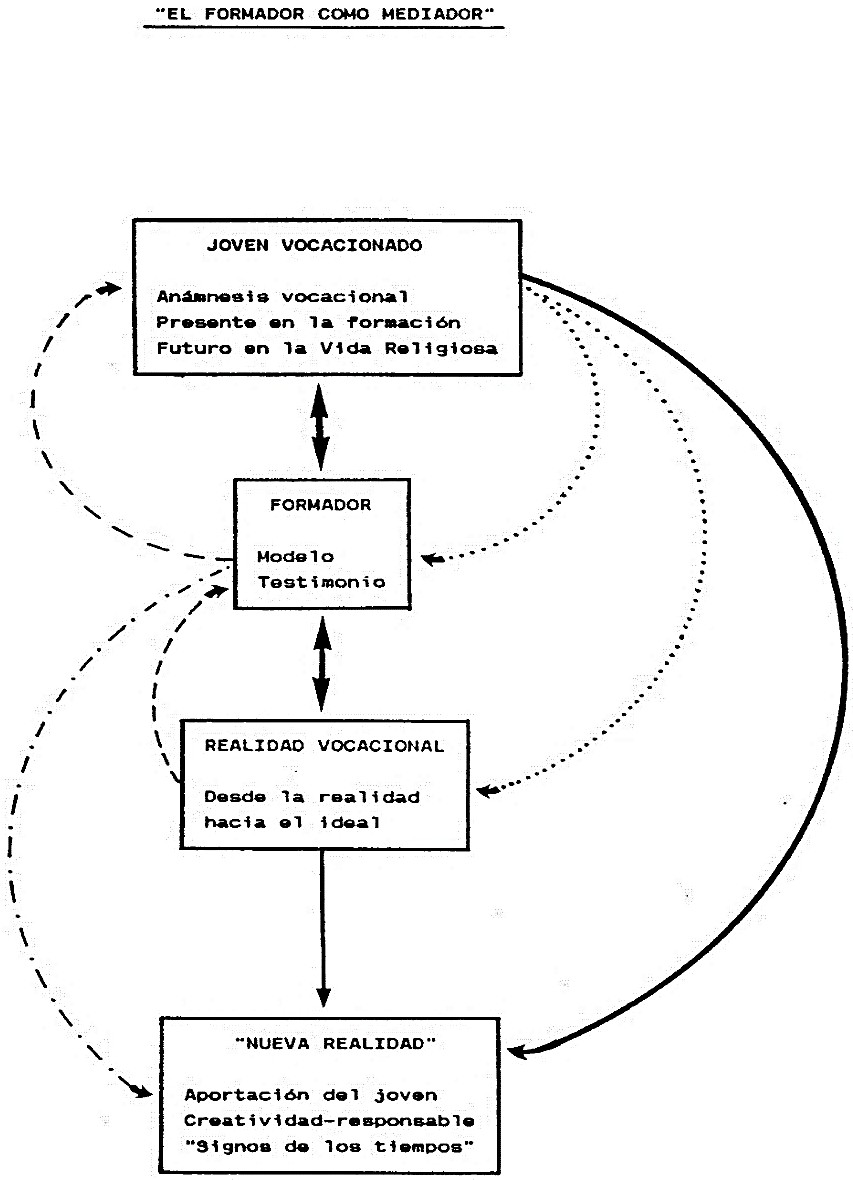 "EL FORMADOR COMO MEDIADOR"
JOVEN VOCACIONADO
Anámnesis vocacional
Presente en la formación
Futuro en la Vida Religiosa
FORMADOR
Modelo
Testimonio
REALIDAD VOCACIONAL
Desde la realidad
hacia el ideal
"NUEVA REALIDAD"
Aportación del joven
Creatividad-responsable
"Signos de los tiempos"